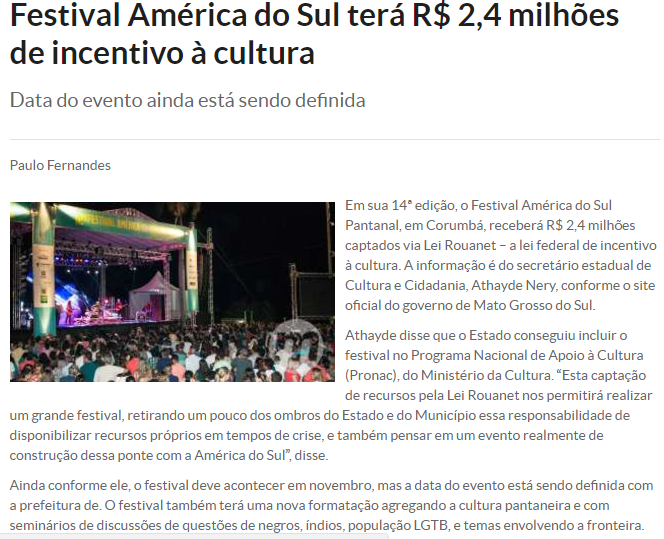 Festival América do Sul terá R$ 2,4 milhões
de incentivo à cultura
Data do evento ainda está sendo definida
Paulo Fernandes
Em sua 14ª edição, o Festival América do Sul
Pantanal, em Corumbá, receberá R$ 2,4 milhões
captados via Lei Rouanet – a lei federal de incentivo
à cultura. A informação é do secretário estadual de
Cultura e Cidadania, Athayde Nery, conforme o site
oficial do governo de Mato Grosso do Sul.
Athayde disse que o Estado conseguiu incluir o
festival no Programa Nacional de Apoio à Cultura
(Pronac), do Ministério da Cultura. “Esta captação
de recursos pela Lei Rouanet nos permitirá realizar
um grande festival, retirando um pouco dos ombros do Estado e do Município essa responsabilidade de
disponibilizar recursos próprios em tempos de crise, e também pensar em um evento realmente de
construção dessa ponte com a América do Sul”, disse.
Ainda conforme ele, o festival deve acontecer em novembro, mas a data do evento está sendo definida com
a prefeitura de. O festival também terá uma nova formatação agregando a cultura pantaneira e com
seminários de discussões de questões de negros, índios, população LGTB, e temas envolvendo a fronteira.